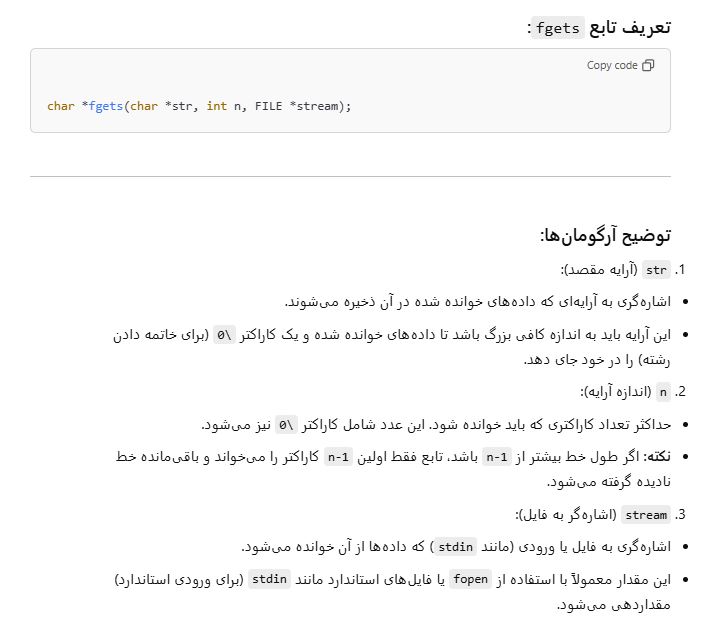 تعریف تابع fgets:
Copy code
char *fgets(char *str, int n, FILE *stream);
توضیح آرگومان‌ها:
1. str (آرایه مقصد):
• اشاره‌گری به آرایه‌ای که داده‌های خوانده شده در آن ذخیره می‌شوند.
• این آرایه باید به اندازه کافی بزرگ باشد تا داده‌های خوانده شده و یک کاراکتر \0 (برای خاتمه دادن
رشته) را در خود جای دهد.
2. n (اندازه آرایه):
• حداکثر تعداد کاراکتری که باید خوانده شود. این عدد شامل کاراکتر \0 نیز می‌شود.
• نکته: اگر طول خط بیشتر از n-1 باشد، تابع فقط اولین n-1 کاراکتر را می‌خواند و باقی‌مانده خط
نادیده گرفته می‌شود.
3. stream (اشاره‌گر به فایل):
• اشاره‌گری به فایل یا ورودی (مانند stdin) که داده‌ها از آن خوانده می‌شود.
• این مقدار معمولاً با استفاده از fopen یا فایل‌های استاندارد مانند stdin (برای ورودی استاندارد)
مقداردهی می‌شود.